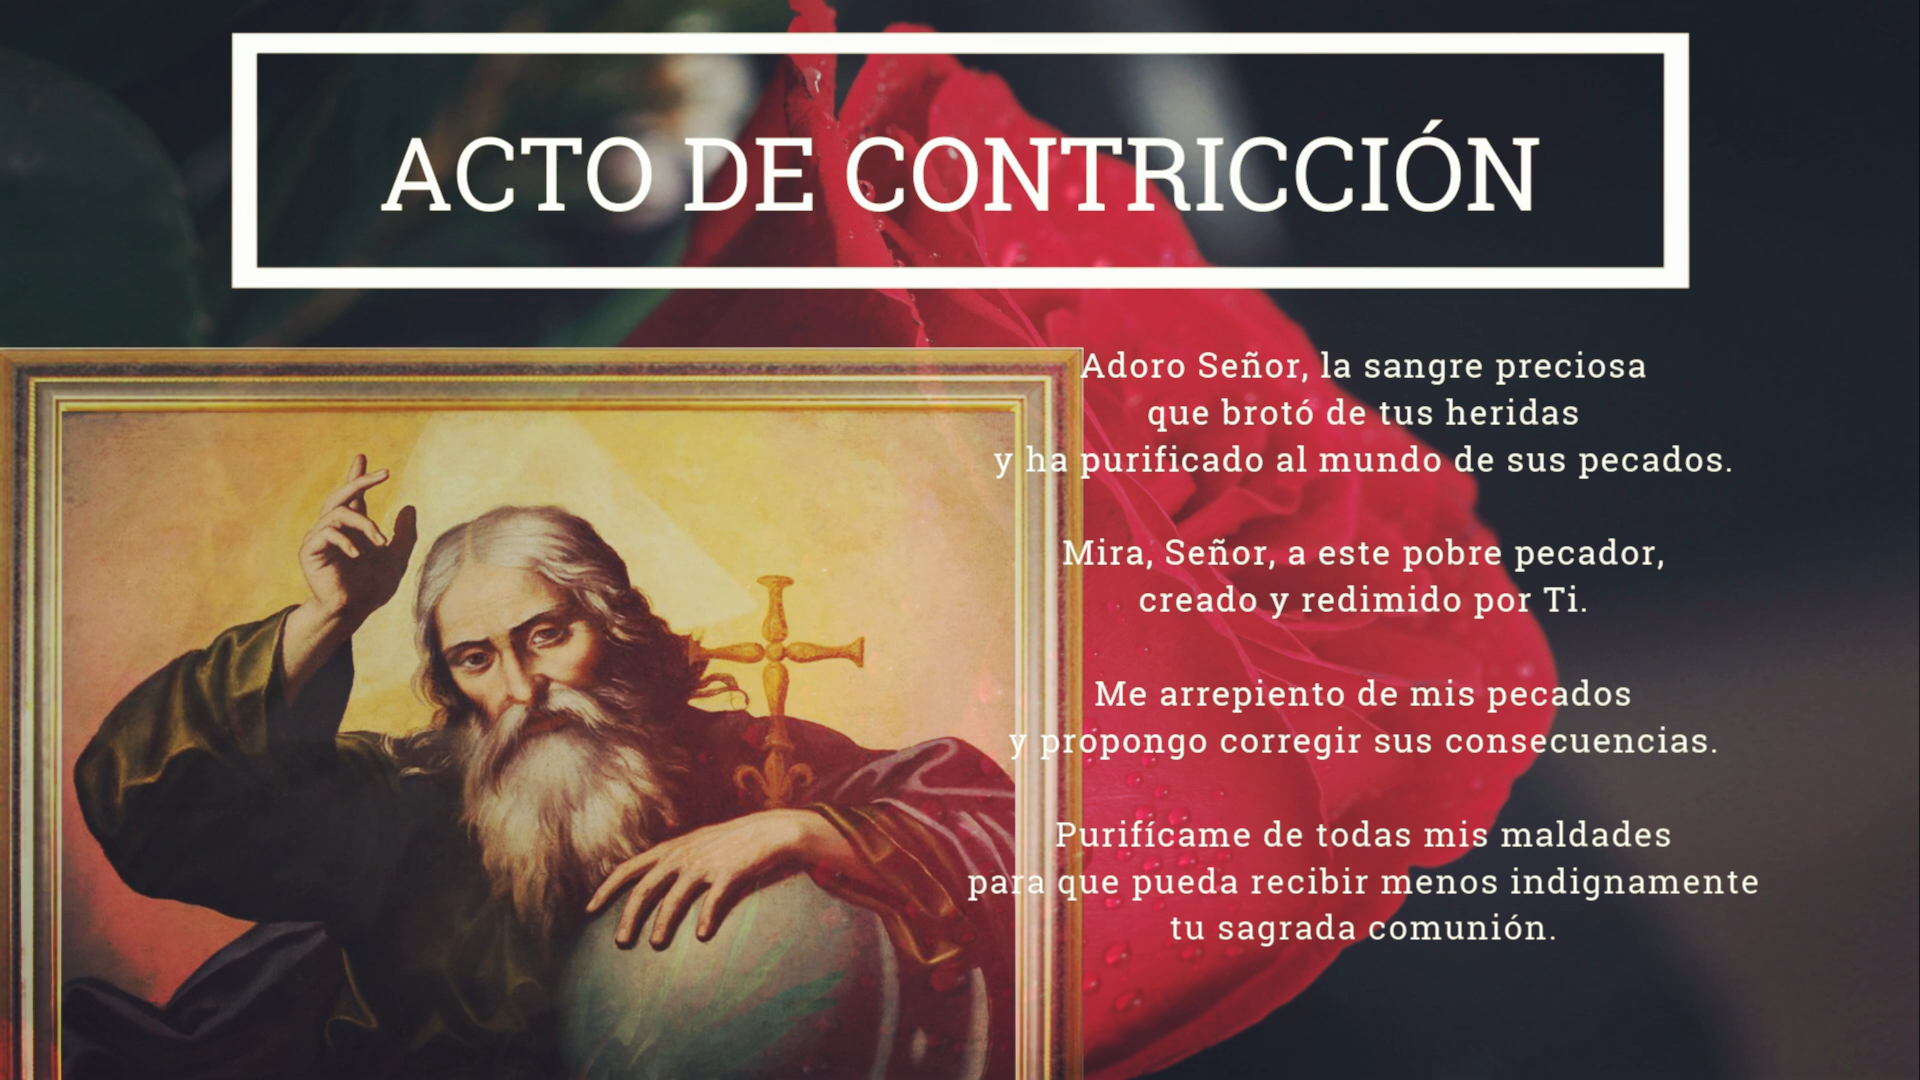 ACTO DE CONTRICCIÓN
Adoro Señor, la sangre preciosa
que brotó de tus heridas
y ha purificado al mundo de sus pecados.
Mira, Señor, a este pobre pecador,
creado y redimido por Ti.
Me arrepiento de mis pecados
y propongo corregir sus consecuencias.
Purifícame de todas mis maldades
para que pueda recibir menos indignamente
tu sagrada comunión.